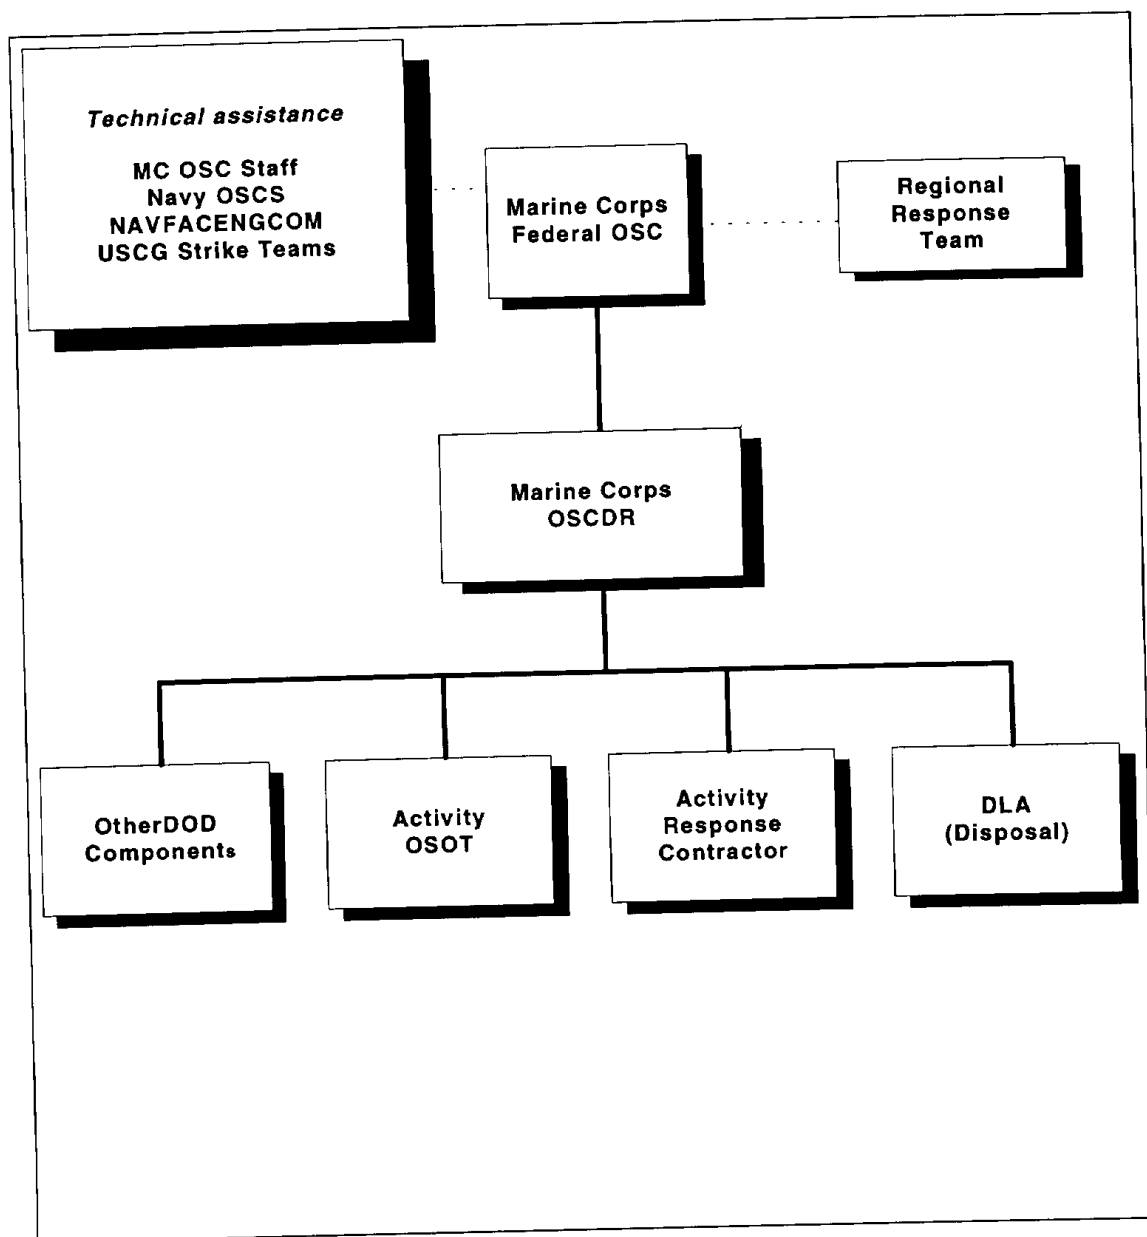 Technical assistance
MC OSC Staff
Navy OSCS
NAVFACENGCOM
USCG Strike Teams
Marine Corps
Federal OSC
Regional
Response
Team
Marine Corps
OSCDR
OtherDOD
Components
Activity
OSOT
Activity
Response
Contractor
DLA
(Disposal)